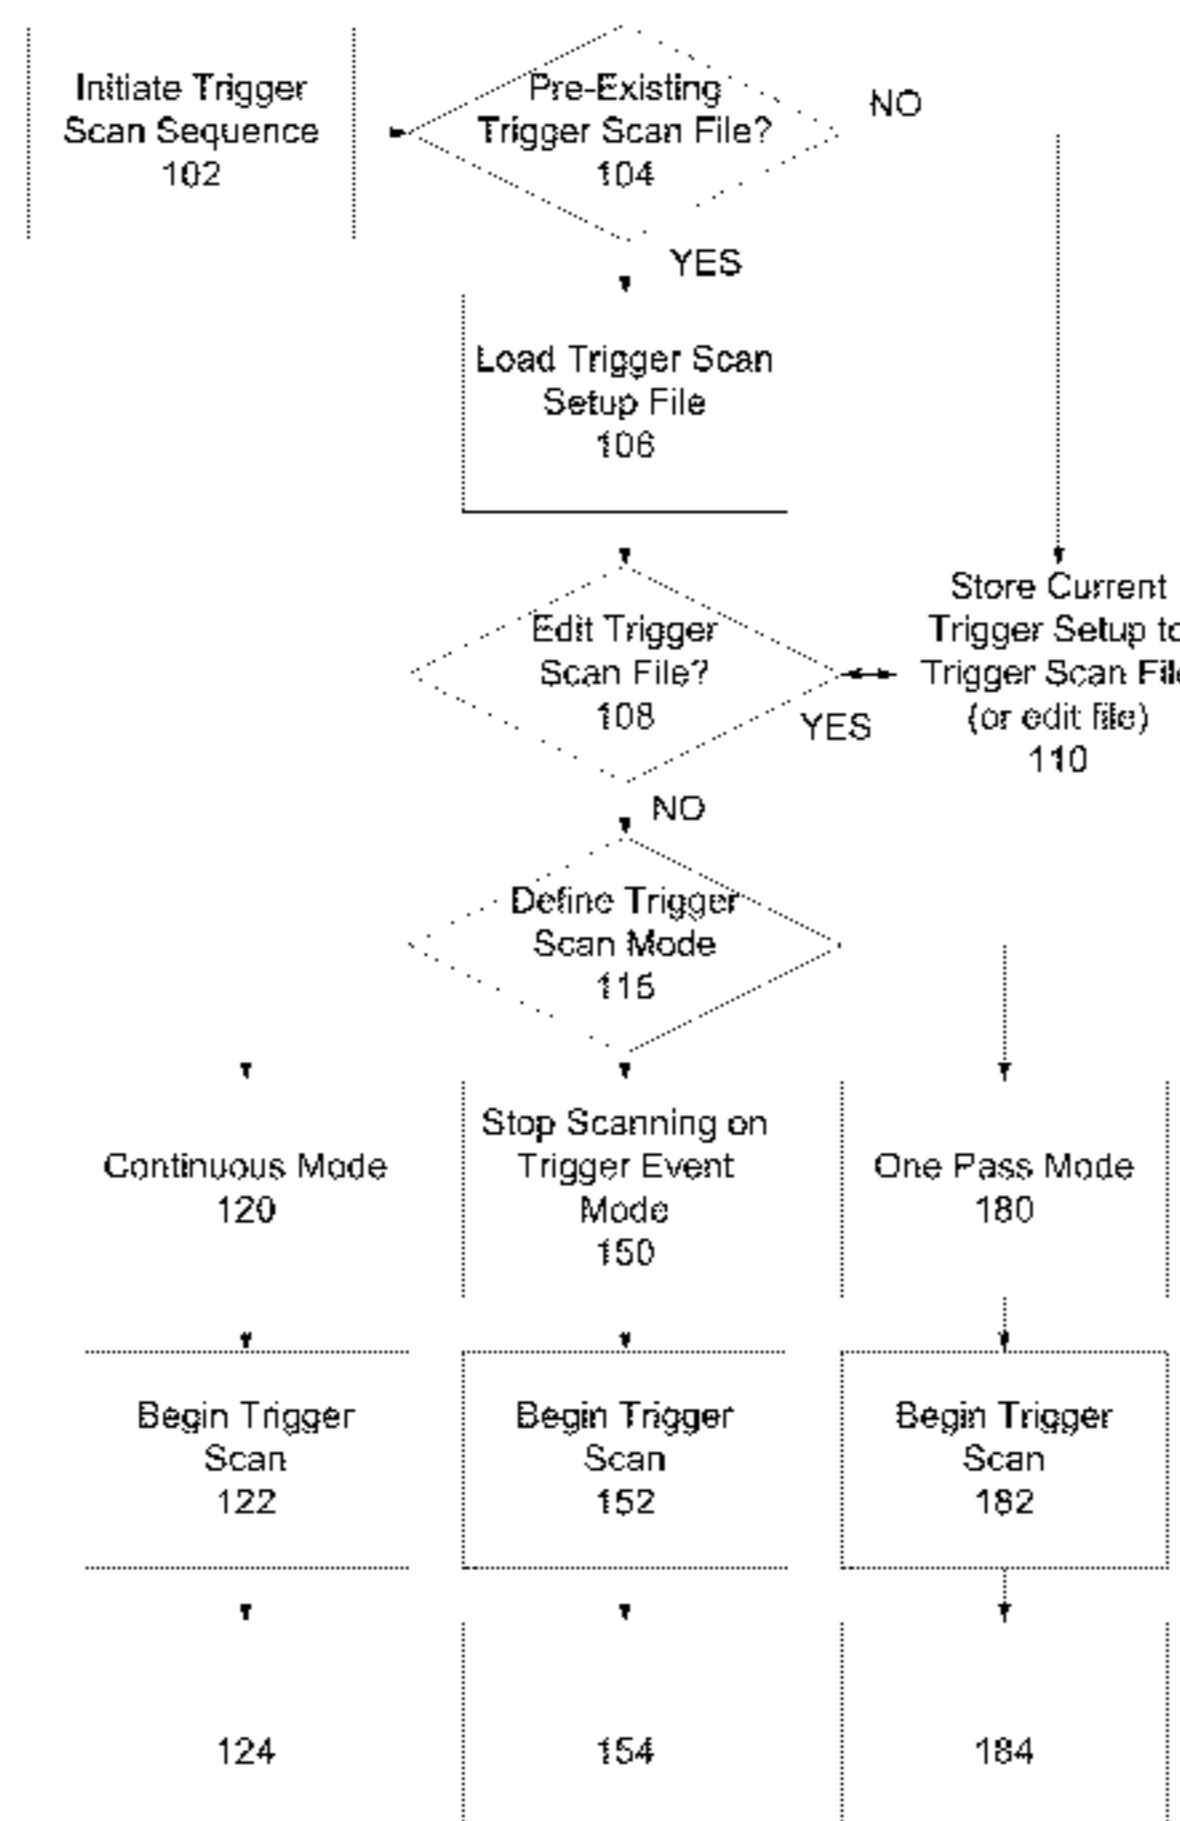 Initiate Trigger
Scan Sequence
102
Pre-Existing
Trigger Scan File?
104
NO
YES
Load Trigger Scan
Setup File
106
Edit Trigger
Scan File?
108
YES
Store Current
Trigger Setup to
Trigger Scan File
(or edit file)
110
NO
Define Trigger
Scan Mode
115
Continuous Mode
120
Stop Scanning on
Trigger Event
Mode
150
One Pass Mode
180
Begin Trigger
Scan
122
Begin Trigger
Scan
152
Begin Trigger
Scan
182
124
154
184